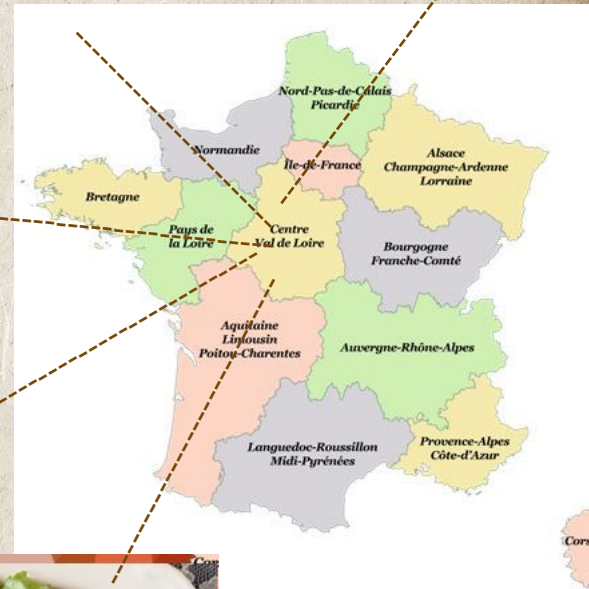 Nord-Pas-de-Calais
Picardie
Normandie
Île-de-France
Alsace
Champagne-Ardenne
Lorraine
Bretagne
Pays de
la Loire
Centre
Val de Loire
Bourgogne
Franche-Comté
Aquitaine
Limousin
Poitou-Charentes
Auvergne-Rhône-Alpes
Languedoc-Roussillon
Midi-Pyrénées
Provence-Alpes
Côte-d'Azur
Cors